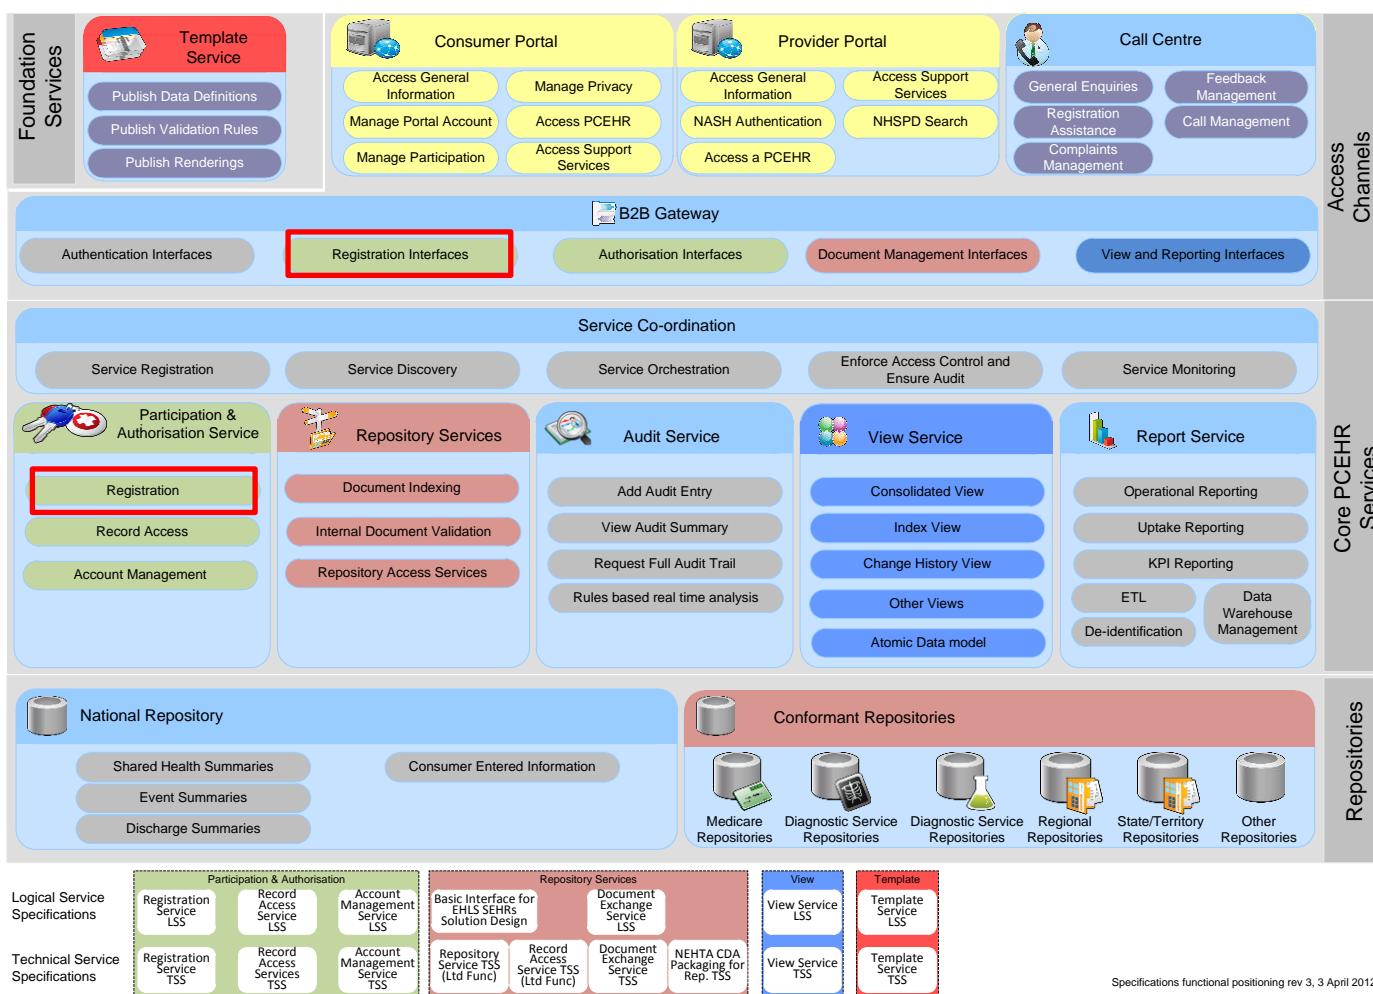 Foundation
Services
Template
Service
Publish Data Definitions
Publish Validation Rules
Publish Renderings
Consumer Portal
Access General
Information
Manage Privacy
Manage Portal Account
Access PCEHR
Manage Participation
Access Support
Services
Provider Portal
Access General
Information
Access Support
Services
NASH Authentication
NHSPD Search
Access a PCEHR
Call Centre
General Enquiries
Feedback
Management
Registration
Assistance
Call Management
Complaints
Management
Access
Channels
B2B Gateway
Authentication Interfaces
Registration Interfaces
Authorisation Interfaces
Document Management Interfaces
View and Reporting Interfaces
Service Co-ordination
Service Registration
Service Discovery
Service Orchestration
Enforce Access Control and
Ensure Audit
Service Monitoring
Participation &
Authorisation Service
Registration
Record Access
Account Management
Repository Services
Document Indexing
Internal Document Validation
Repository Access Services
Audit Service
Add Audit Entry
View Audit Summary
Request Full Audit Trail
Rules based real time analysis
View Service
Consolidated View
Index View
Change History View
Other Views
Atomic Data model
Report Service
Operational Reporting
Uptake Reporting
KPI Reporting
ETL
De-identification
Data
Warehouse
Management
Core PCEHR
Services
National Repository
Shared Health Summaries
Event Summaries
Discharge Summaries
Consumer Entered Information
Conformant Repositories
Medicare
Repositories
Diagnostic Service
Repositories
Diagnostic Service
Repositories
Regional
Repositories
State/Territory
Repositories
Other
Repositories
Repositories
Logical Service
Specifications
Technical Service
Specifications
Participation & Authorisation
Registration
Service
LSS
Record
Access
Service
LSS
Account
Management
Service
LSS
Registration
Service
TSS
Record
Access
Services
TSS
Account
Management
Service
TSS
Repository Services
Basic Interface for
EHLS SEHRs
Solution Design
Document
Exchange
Service
LSS
Repository
Service TSS
(Ltd Func)
Record
Access
Service TSS
(Ltd Func)
Document
Exchange
Service
TSS
NEHTA CDA
Packaging for
Rep. TSS
View
View Service
LSS
View Service
TSS
Template
Template
Service
LSS
Template
Service
TSS
Specifications functional positioning rev 3, 3 April 2012